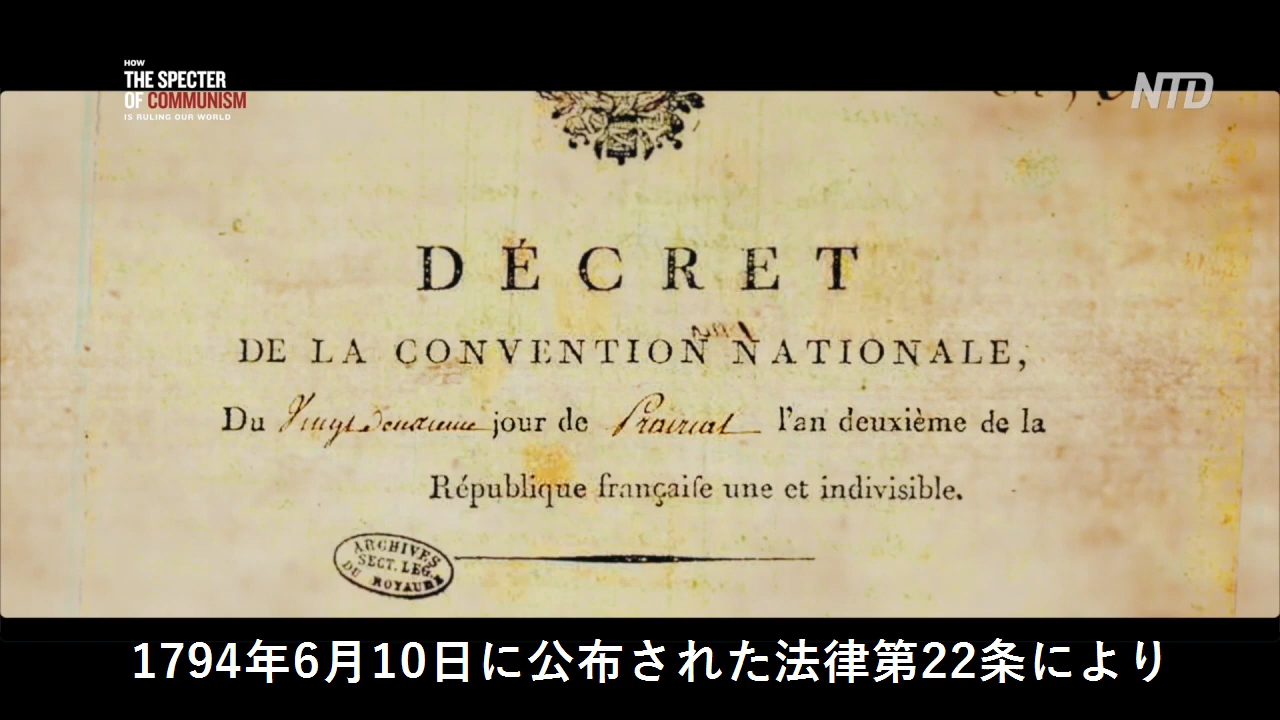 HOW
THE SPECTER
OF COMMUNISM
IS RULING OUR WORLD
NTD
DÉCRET
DE LA CONVENTION NATIONALE,
Du Vingt deuxieme jour de Prairial l'an deuxième de la
République françaiſe une et indivisible.
ARCHIVES
SECT. LEG.
DU ROYAUME
1794年6月10日に公布された法律第22条により